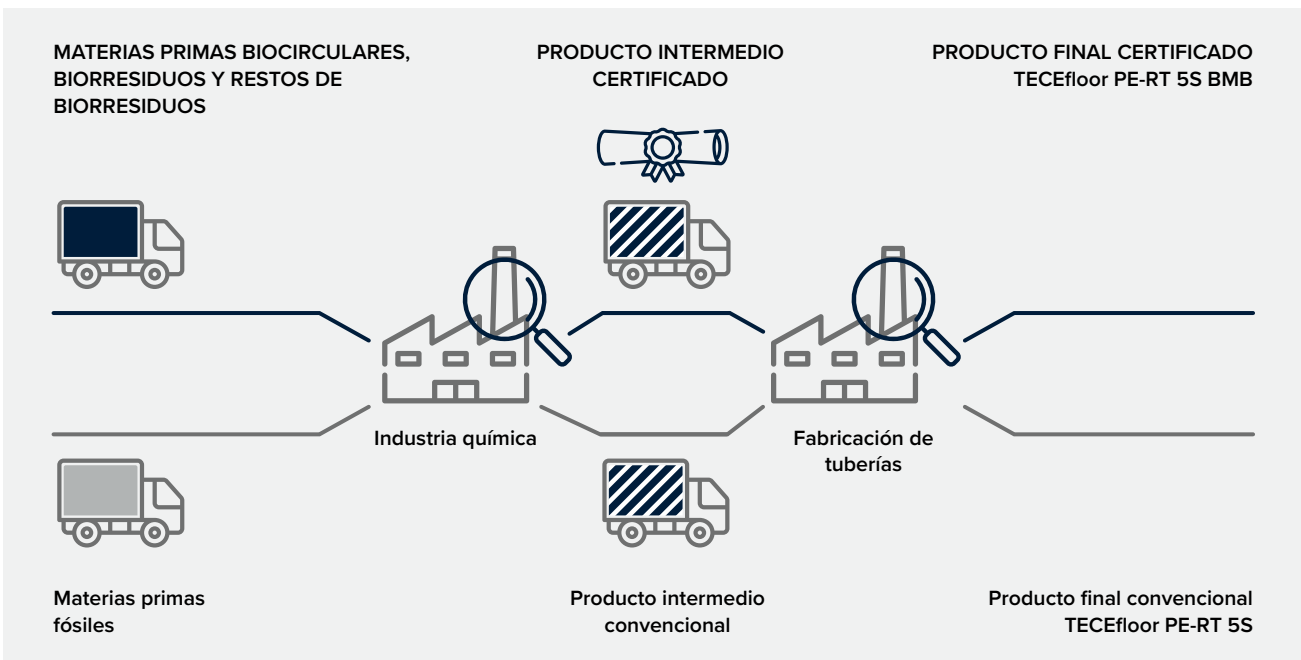 MATERIAS PRIMAS BIOCIRCULARES,
BIORRESIDUOS Y RESTOS DE
BIORRESIDUOS
PRODUCTO INTERMEDIO
CERTIFICADO
PRODUCTO FINAL CERTIFICADO
TECEfloor PE-RT 5S BMB
Industria química
Fabricación de
tuberías
Materias primas
fósiles
Producto intermedio
convencional
Producto final convencional
TECEfloor PE-RT 5S